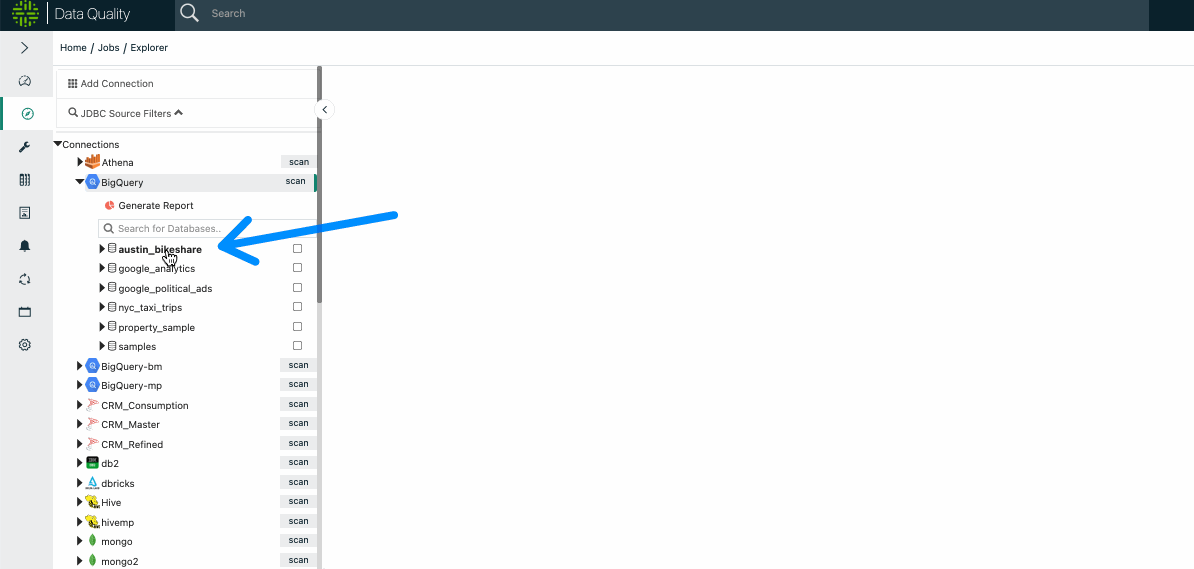 Data Quality
Search
Home / Jobs / Explorer
Add Connection
JDBC Source Filters
Connections
Athena scan
BigQuery scan
Generate Report
Search for Databases..
austin_bikeshare
google_analytics
google_political_ads
nyc_taxi_trips
property_sample
samples
BigQuery-bm scan
BigQuery-mp scan
CRM_Consumption scan
CRM_Master scan
CRM_Refined scan
db2 scan
dbricks scan
Hive scan
hivemp scan
mongo scan
mongo2 scan